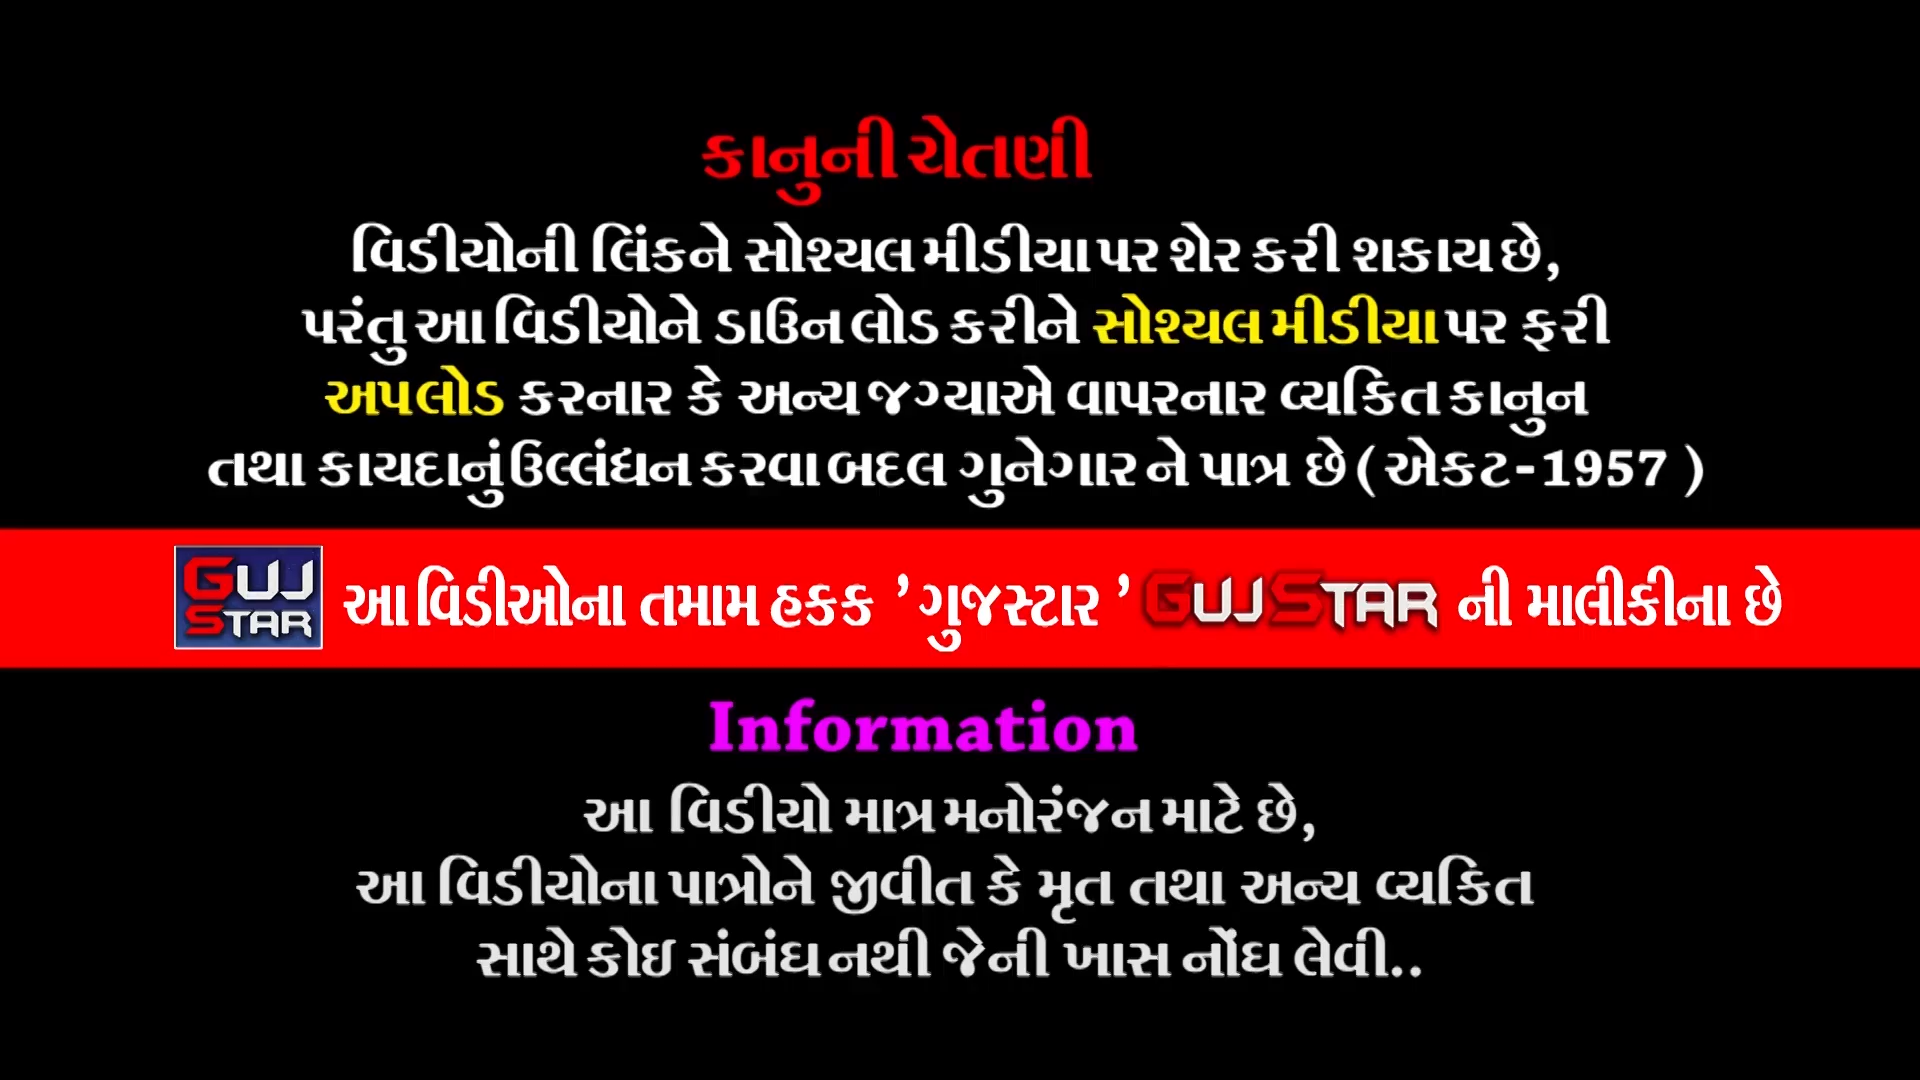 કાનુની ચેતણી
વિડીયોની લિંકને સોશ્યલ મીડીયા પર શેર કરી શકાય છે,
પરંતુ આ વિડીયોને ડાઉન લોડ કરીને સોશ્યલ મીડીયા પર ફરી
અપલોડ કરનાર કે અન્ય જગ્યાએ વાપરનાર વ્યકિત કાનુન
તથા કાયદાનું ઉલ્લંઘન કરવા બદલ ગુનેગાર ને પાત્ર છે ( એકટ-1957 )
GUJ STAR આ વિડીઓના તમામ હકક ’ ગુજસ્ટાર ’ GUJ STAR ની માલીકીના છે
Information
આ વિડીયો માત્ર મનોરંજન માટે છે,
આ વિડીયોના પાત્રોને જીવીત કે મૃત તથા અન્ય વ્યકિત
સાથે કોઇ સંબંઘ નથી જેની ખાસ નોંઘ લેવી..